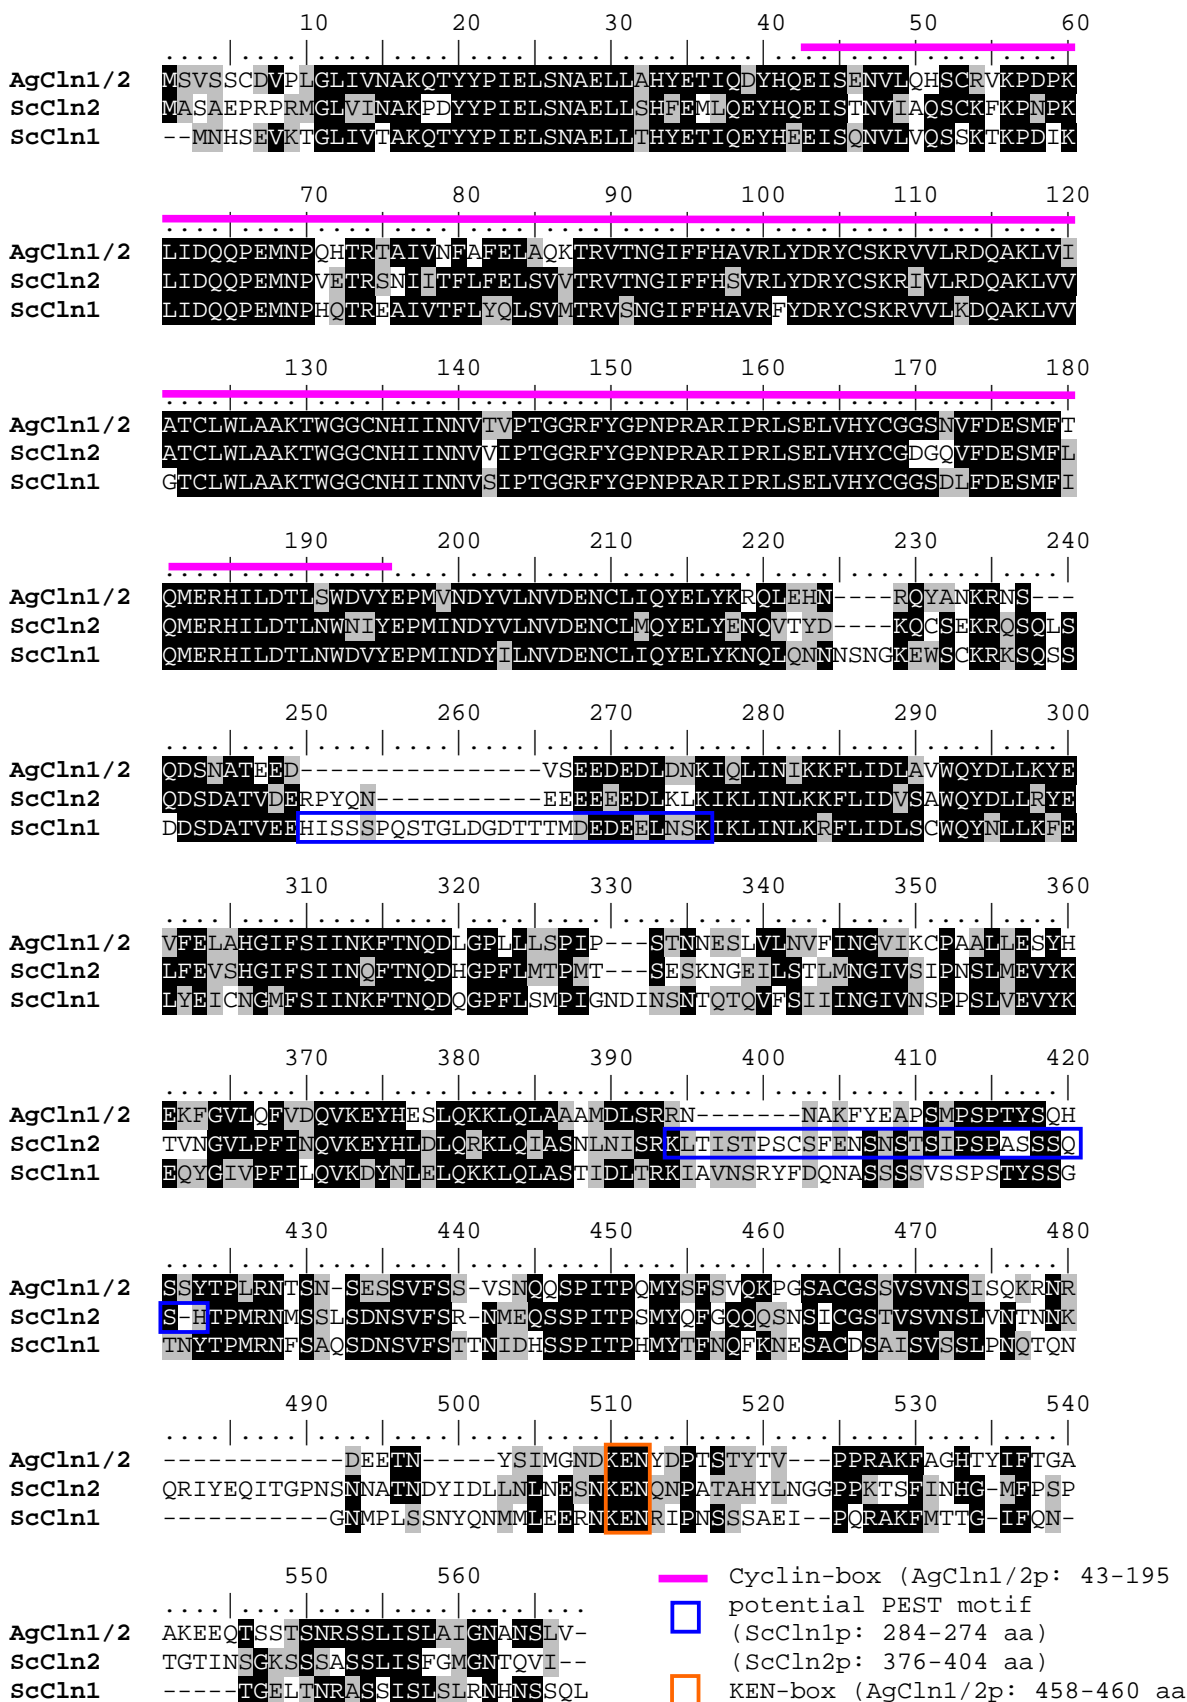 10 20 30 40 50 60
AgCln1/2 MSVSSCDVPLGLIVNAKQTYYPIELSNAELLAHYETIQDYHQEISENVLQHSCRVKPDPK
ScCln2 MASAEPRPRMGLVINAKPDYYPIELSNAELLSHFEMLQEYHQEISTNVIAQSCKFKPNPK
ScCln1 --MNHSEVKTGLIVTAKQTYYPIELSNAELLTHYETIQEYHEEISQNVLVQSSKTKPDIK
70 80 90 100 110 120
AgCln1/2 LIDQQPEMNPQHTRTAIVNFAFELAQKTRVTNGIFFHAVRLYDRYCSKRVVLRDQAKLVI
ScCln2 LIDQQPEMNPVETRSNIITFLFELSVVTRVTNGIFFHSVRLYDRYCSKRIVLRDQAKLVV
ScCln1 LIDQQPEMNPHQTREAIVTFLYQLSVMTRVSNGIFFHAVRFYDRYCSKRVVLKDQAKLVV
130 140 150 160 170 180
AgCln1/2 ATCLWLAAKTWGGCNHIINNVTVPTGGRFYGPNPRARIPRLSELVHYCGGSNVFDESMFT
ScCln2 ATCLWLAAKTWGGCNHIINNVVIPTGGRFYGPNPRARIPRLSELVHYCGDGQVFDESMFL
ScCln1 GTCLWLAAKTWGGCNHIINNVSIPTGGRFYGPNPRARIPRLSELVHYCGGSDLFDESMFI
190 200 210 220 230 240
AgCln1/2 QMERHILDTLSWDVYEPMVNDYVLNVDENCLIQYELYKRQLEHN----RQYANKRNS---
ScCln2 QMERHILDTLNWNIYEPMINDYVLNVDENCLMQYELYENQVTYD----KQCSEKRQSQLS
ScCln1 QMERHILDTLNWDVYEPMINDYILNVDENCLIQYELYKNQLQNNNSNGKEWSCKRKSQSS
250 260 270 280 290 300
AgCln1/2 QDSNATEED----------------VSEEDEDLDNKIQLINIKKFLIDLAVWQYDLLKYE
ScCln2 QDSDATVDERPYQN-----------EEEEEEDLKLKIKLINLKKFLIDVSAWQYDLLRYE
ScCln1 DDSDATVEEHISSSPQSTGLDGDTTTMDEDEELNSKIKLINLKRFLIDLSCWQYNLLKFE
310 320 330 340 350 360
AgCln1/2 VFELAHGIFSIINKFTNQDLGPLLLSPIP---STNNESLVLNVFINGVIKCPAALLESYH
ScCln2 LFEVSHGIFSIINQFTNQDHGPFLMTPMT---SESKNGEILSTLMNGIVSIPNSLMEVYK
ScCln1 LYEICNGMFSIINKFTNQDQGPFLSMPIGNDINSNTQTQVFSIIINGIVNSPPSLVEVYK
370 380 390 400 410 420
AgCln1/2 EKFGVLQFVDQVKEYHESLQKKLQLAAAMDLSRRN-------NAKFYEAPSMPSPTYSQH
ScCln2 TVNGVLPFINQVKEYHLDLQRKLQIASNLNISRKLTISTPSCSFENSNSTSIPSPASSSQ
ScCln1 EQYGIVPFILQVKDYNLELQKKLQLASTIDLTRKIAVNSRYFDQNASSSSVSSPSTYSSG
430 440 450 460 470 480
AgCln1/2 SSYTPLRNTSN-SESSVFSS-VSNQQSPITPQMYSFSVQKPGSACGSSVSVNSISQKRNR
ScCln2 S-HTPMRNMSSLSDNSVFSR-NMEQSSPITPSMYQFGQQQSNSICGSTVSVNSLVNTNNK
ScCln1 TNYTPMRNFSAQSDNSVFSTTNIDHSSPITPHMYTFNQFKNESACDSAISVSSLPNQTQN
490 500 510 520 530 540
AgCln1/2 ------------DEETN-----YSIMGNDKENYDPTSTYTV---PPRAKFAGHTYIFTGA
ScCln2 QRIYEQITGPNSNNATNDYIDLLNLNESNKENQNPATAHYLNGGPPKTSFINHG-MFPSP
ScCln1 -----------GNMPLSSNYQNMMLEERNKENRIPNSSSAEI--PQRAKFMTTG-IFQN-
550 560
AgCln1/2 AKEEQTSSTSNRSSLISLAIGNANSLV-
ScCln2 TGTINSGKSSSASSLISFGMGNTQVI--
ScCln1 -----TGELTNRASSISLSLRNHNSSQL
Cyclin-box (AgCln1/2p: 43-195
potential PEST motif
(ScCln1p: 284-274 aa)
(ScCln2p: 376-404 aa)
KEN-box (AgCln1/2p: 458-460 aa